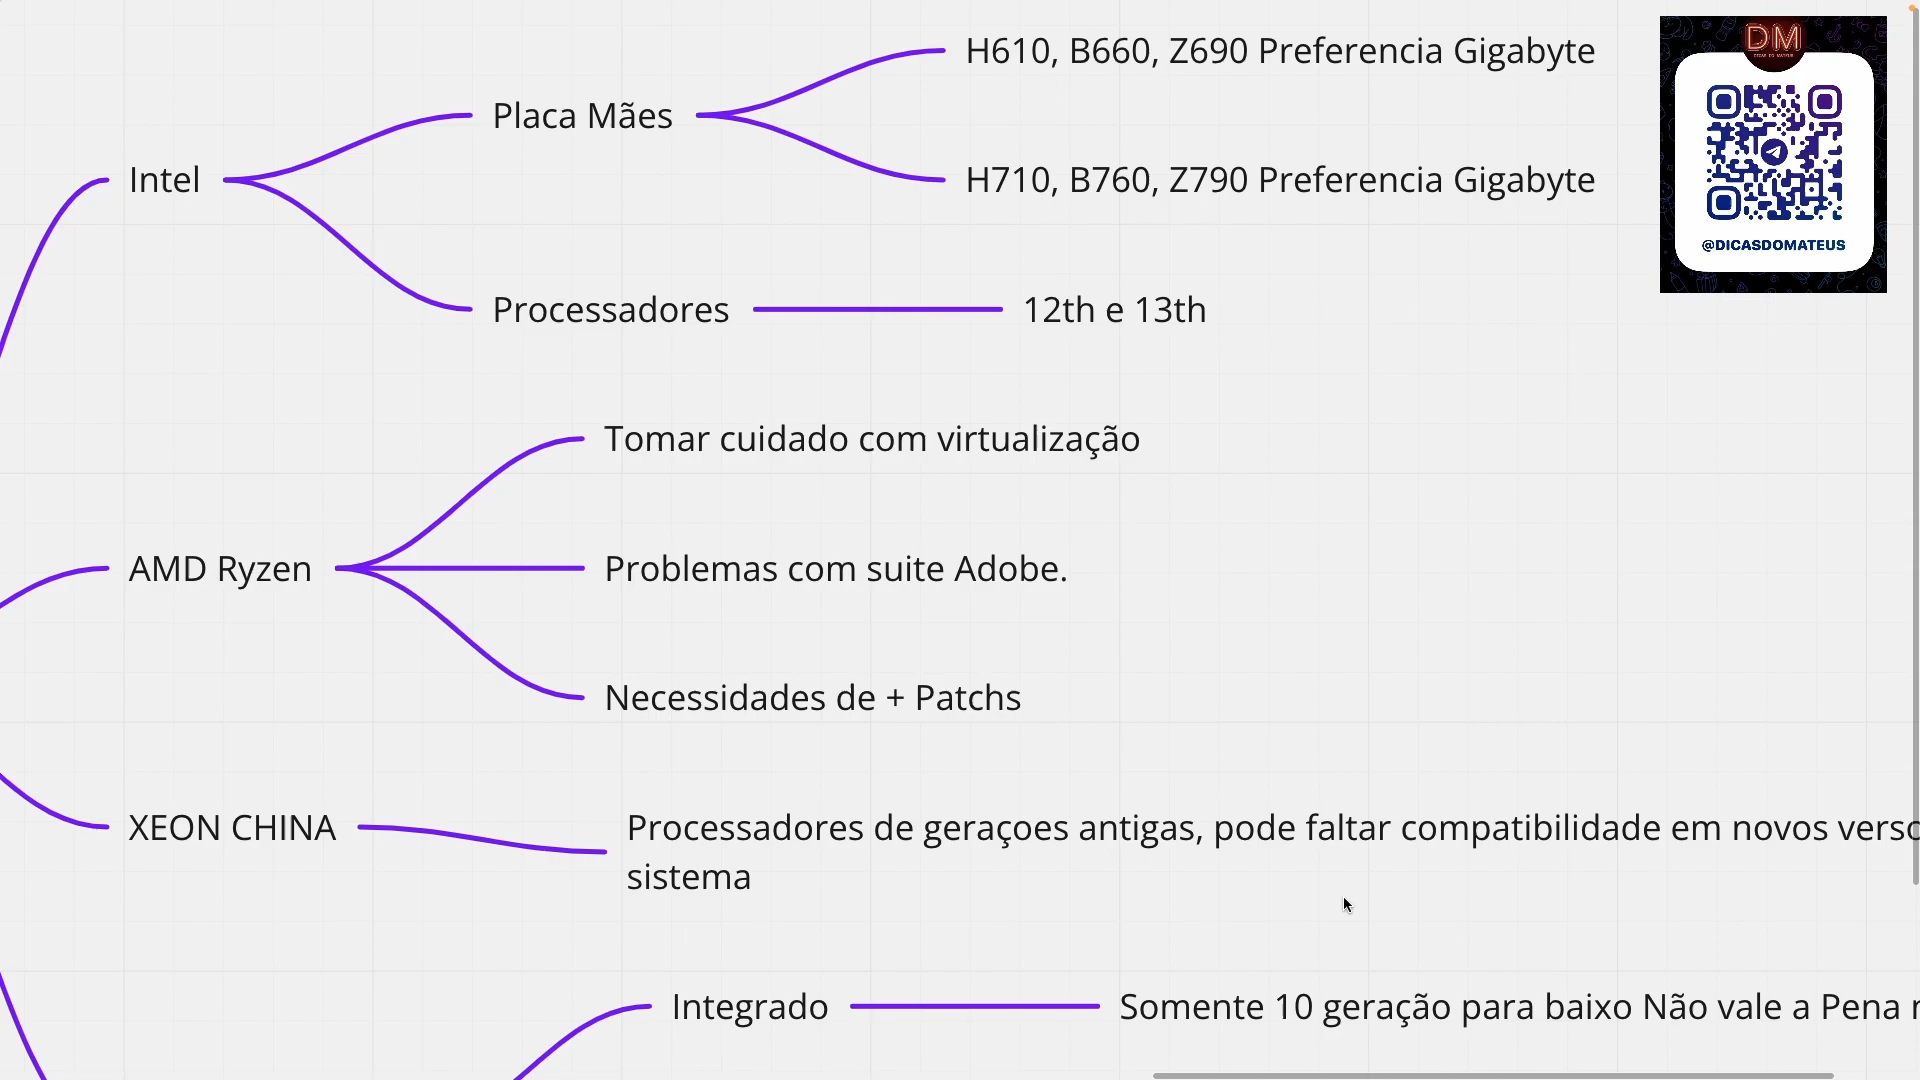 H610, B660, Z690 Preferencia Gigabyte
Placa Mães
H710, B760, Z790 Preferencia Gigabyte
Intel
Processadores
12th e 13th
Tomar cuidado com virtualização
AMD Ryzen
Problemas com suite Adobe.
Necessidades de + Patchs
XEON CHINA
Processadores de geraçoes antigas, pode faltar compatibilidade em novos
sistema
Integrado
Somente 10 geração para baixo Não vale a Pena
DM
@DICASDOMATEUS